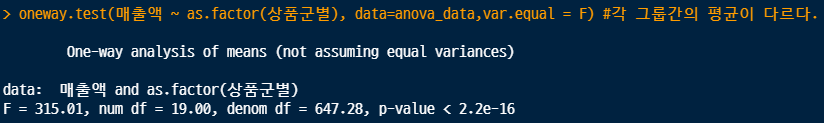 > oneway.test(매출액 ~ as.factor(상품군별), data=anova_data,var.equal = F) #각 그룹간의 평균이 다르다.
One-way analysis of means (not assuming equal variances)
data:  매출액 and as.factor(상품군별)
F = 315.01, num df = 19.00, denom df = 647.28, p-value < 2.2e-16